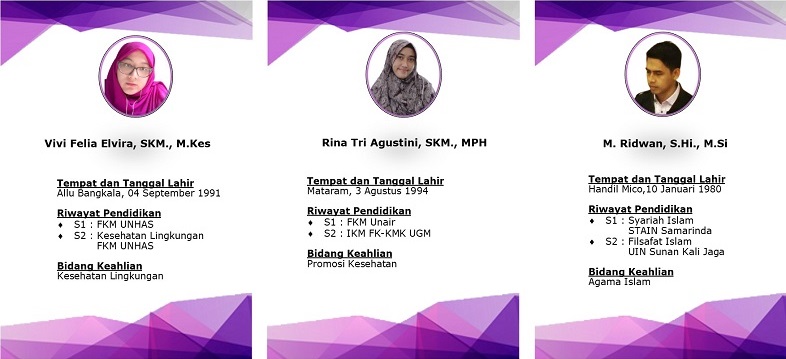 Vivi Felia Elvira, SKM., M.Kes
Tempat dan Tanggal Lahir
Allu Bangkala, 04 September 1991
Riwayat Pendidikan
♦ S1 : FKM UNHAS
♦ S2 : Kesehatan Lingkungan
FKM UNHAS
Bidang Keahlian
Kesehatan Lingkungan
Rina Tri Agustini, SKM., MPH
Tempat dan Tanggal Lahir
Mataram, 3 Agustus 1994
Riwayat Pendidikan
♦ S1 : FKM Unair
♦ S2 : IKM FK-KMK UGM
Bidang Keahlian
Promosi Kesehatan
M. Ridwan, S.Hi., M.Si
Tempat dan Tanggal Lahir
Handil Mico,10 Januari 1980
Riwayat Pendidikan
♦ S1 : Syariah Islam
STAIN Samarinda
♦ S2 : Filsafat Islam
UIN Sunan Kali Jaga
Bidang Keahlian
Agama Islam